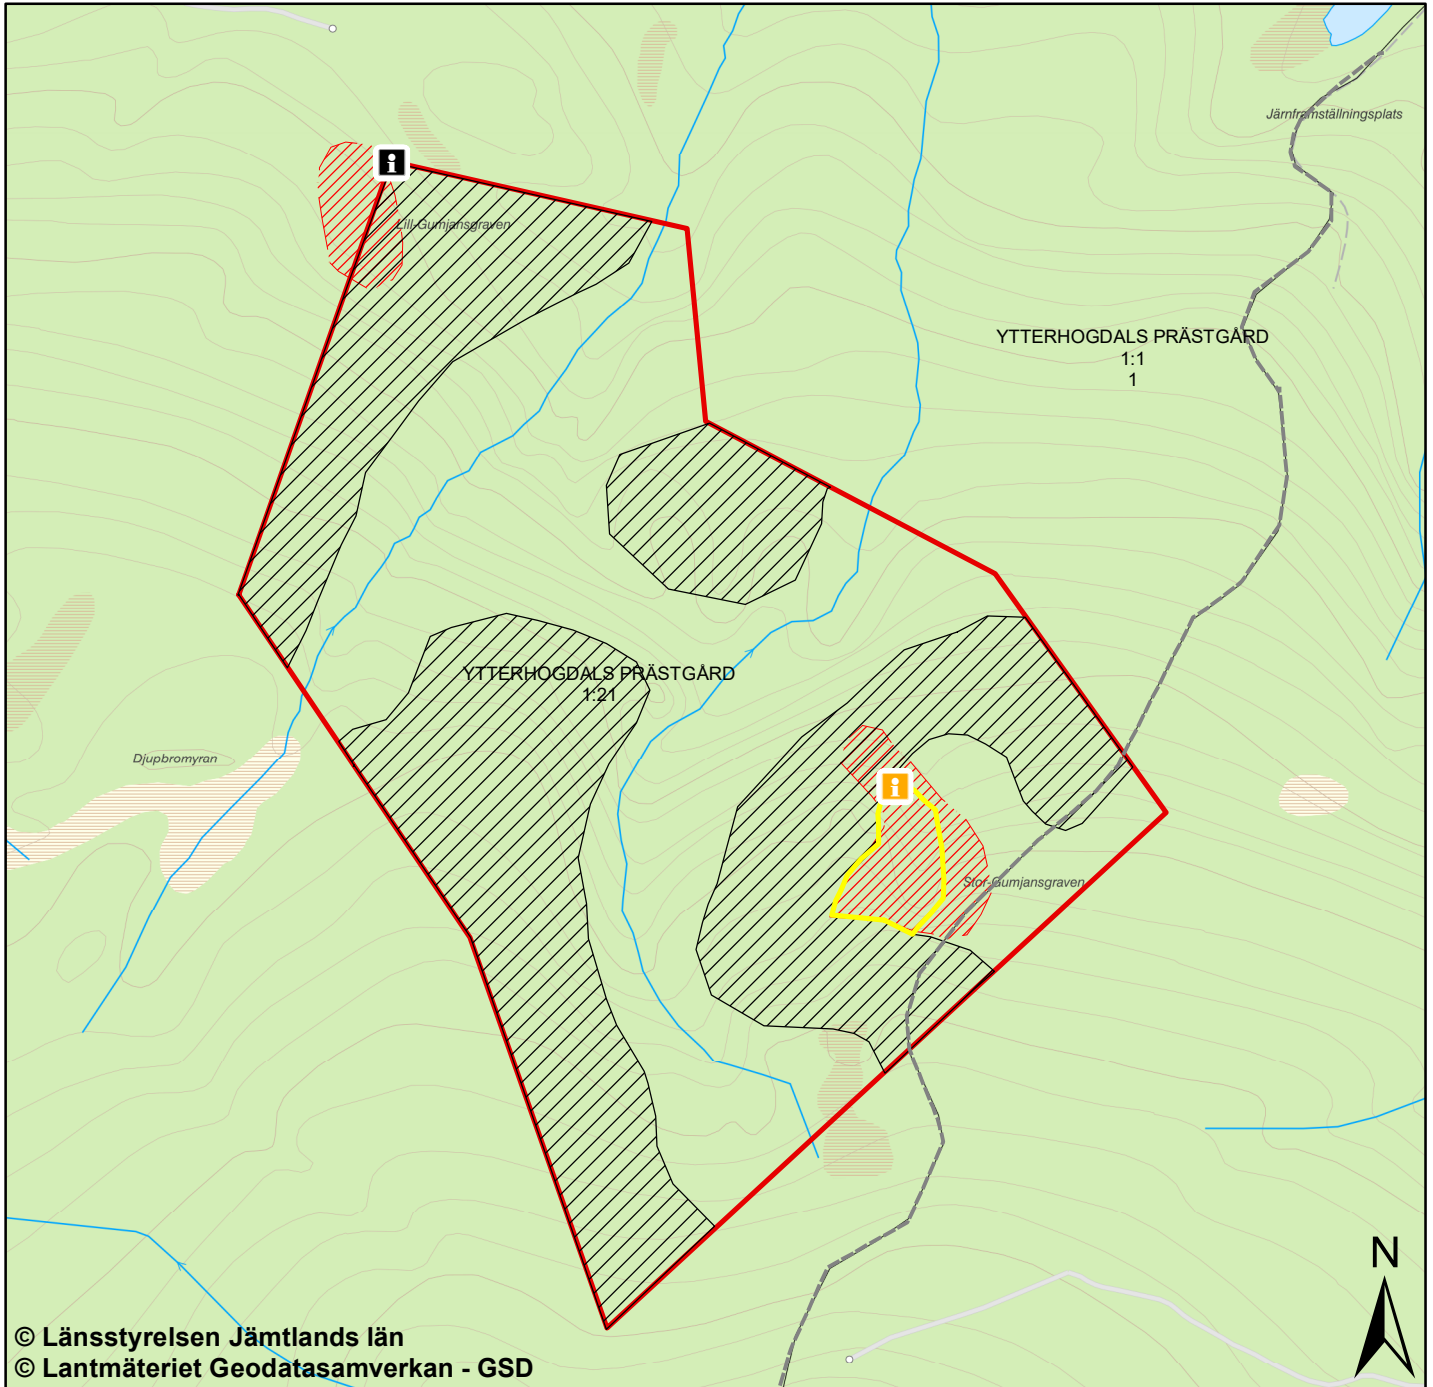 Järnframställningsplats
i
Lill-Gumjansgraven
YTTERHOGDALS PRÄSTGÅRD
1:1
1
YTTERHOGDALS PRÄSTGÅRD
1:21
Djupbromyran
i
Stor-Gumjansgraven
N
© Länsstyrelsen Jämtlands län
© Lantmäteriet Geodatasamverkan - GSD